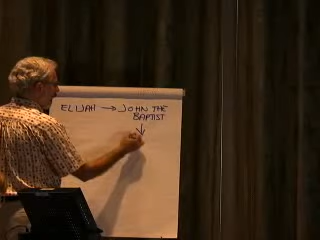 ELIJAH → JOHN THE
BAPTIST
↓